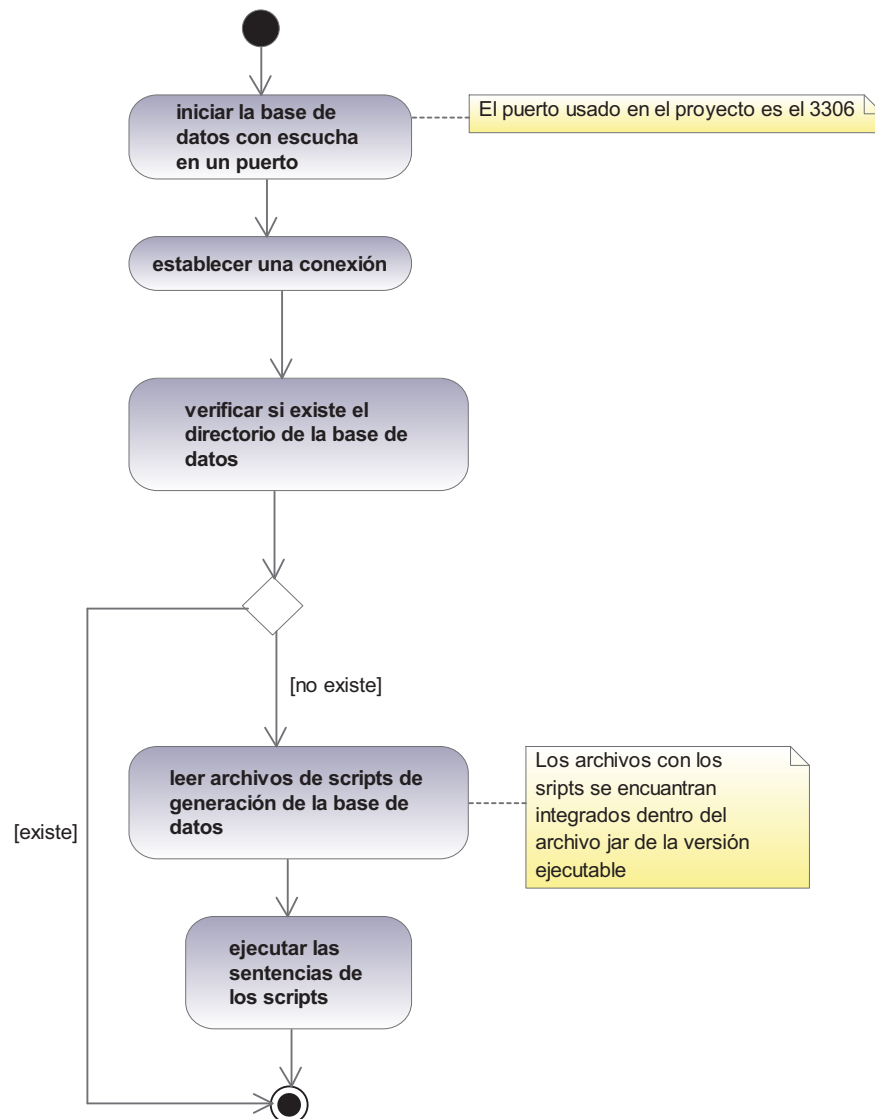 iniciar la base de
datos con escucha
en un puerto
El puerto usado en el proyecto es el 3306
establecer una conexión
verificar si existe el
directorio de la base de
datos
[no existe]
leer archivos de scripts de
generación de la base de
datos
Los archivos con los
sripts se encuantran
integrados dentro del
archivo jar de la versión
ejecutable
[existe]
ejecutar las
sentencias de
los scripts